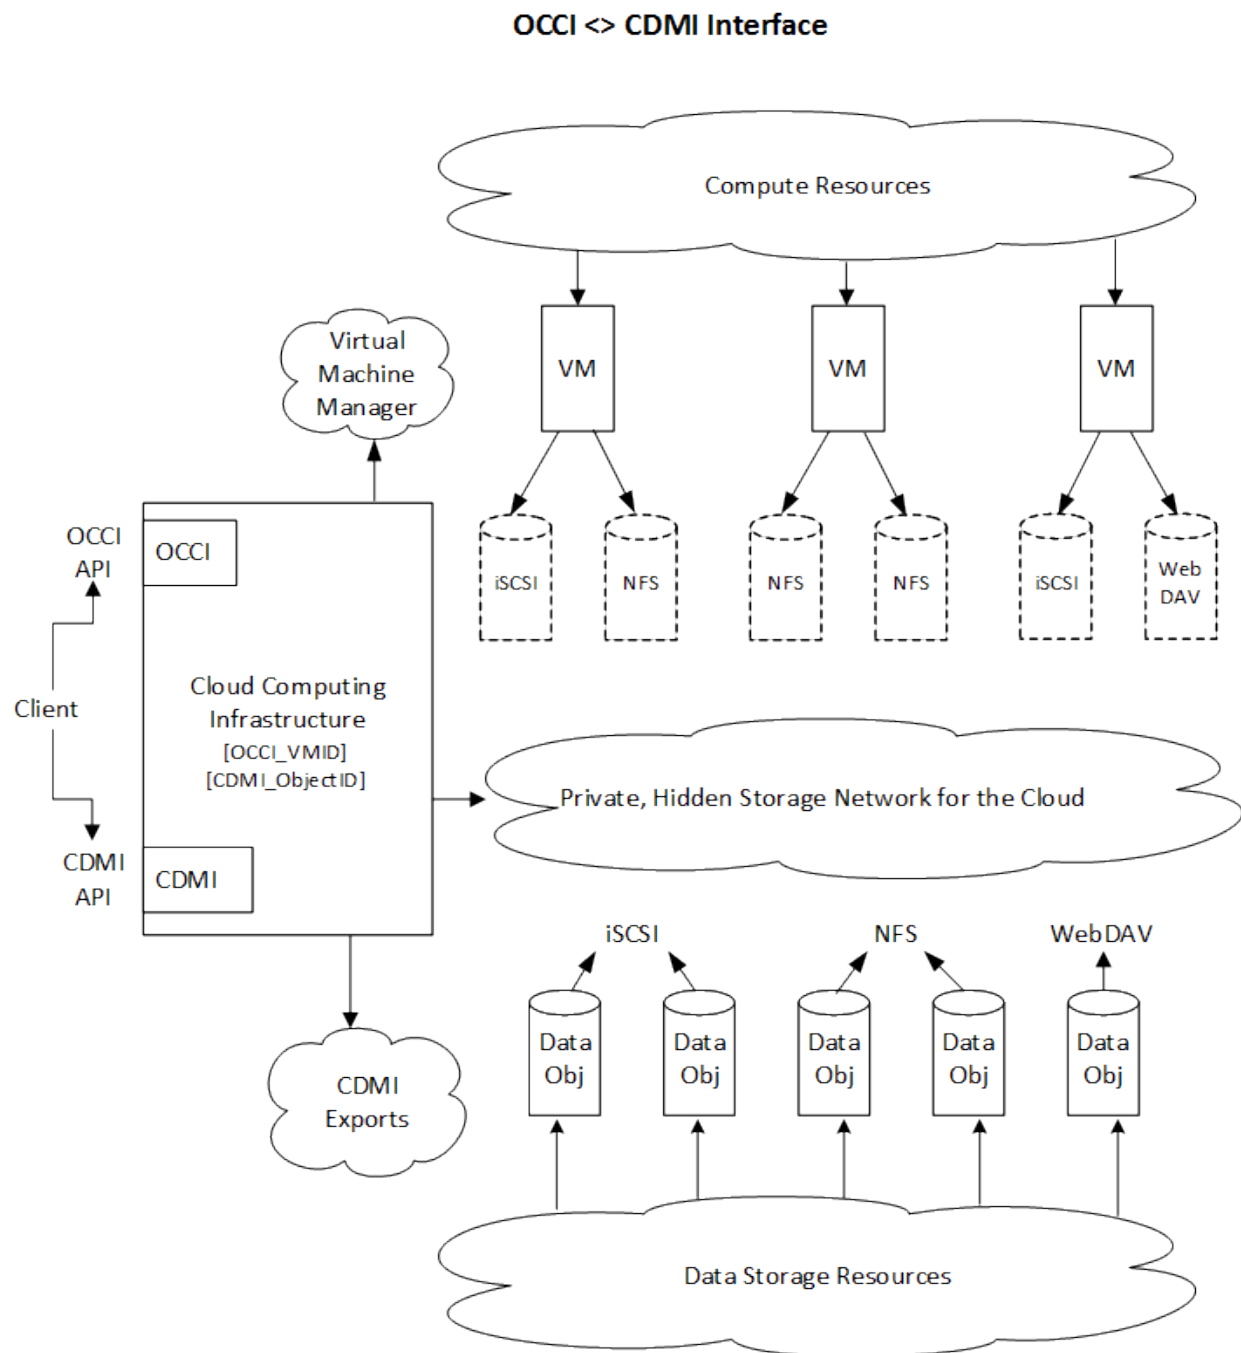 OCCI <> CDMI Interface
Compute Resources
Virtual
Machine
Manager
VM
VM
VM
OCCI
API
OCCI
iSCSI
NFS
NFS
NFS
iSCSI
Web
DAV
Client
Cloud Computing
Infrastructure
[OCCI_VMID]
[CDMI_ObjectID]
Private, Hidden Storage Network for the Cloud
CDMI
API
CDMI
iSCSI
NFS
WebDAV
Data
Obj
Data
Obj
Data
Obj
Data
Obj
Data
Obj
CDMI
Exports
Data Storage Resources